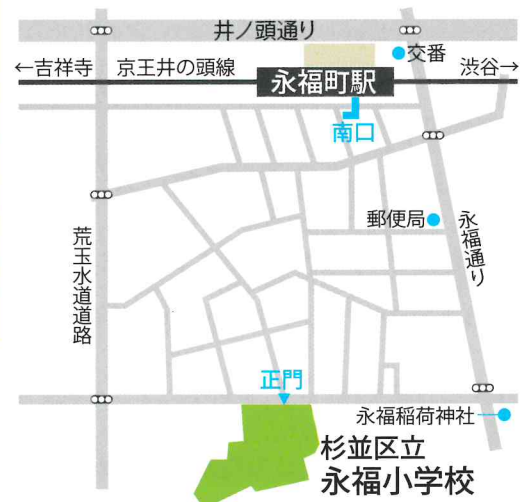 井ノ頭通り
交番
←吉祥寺 京王井の頭線 渋谷→
永福町駅
南口
郵便局
永福通り
荒玉水道道路
正門
永福稲荷神社
杉並区立
永福小学校